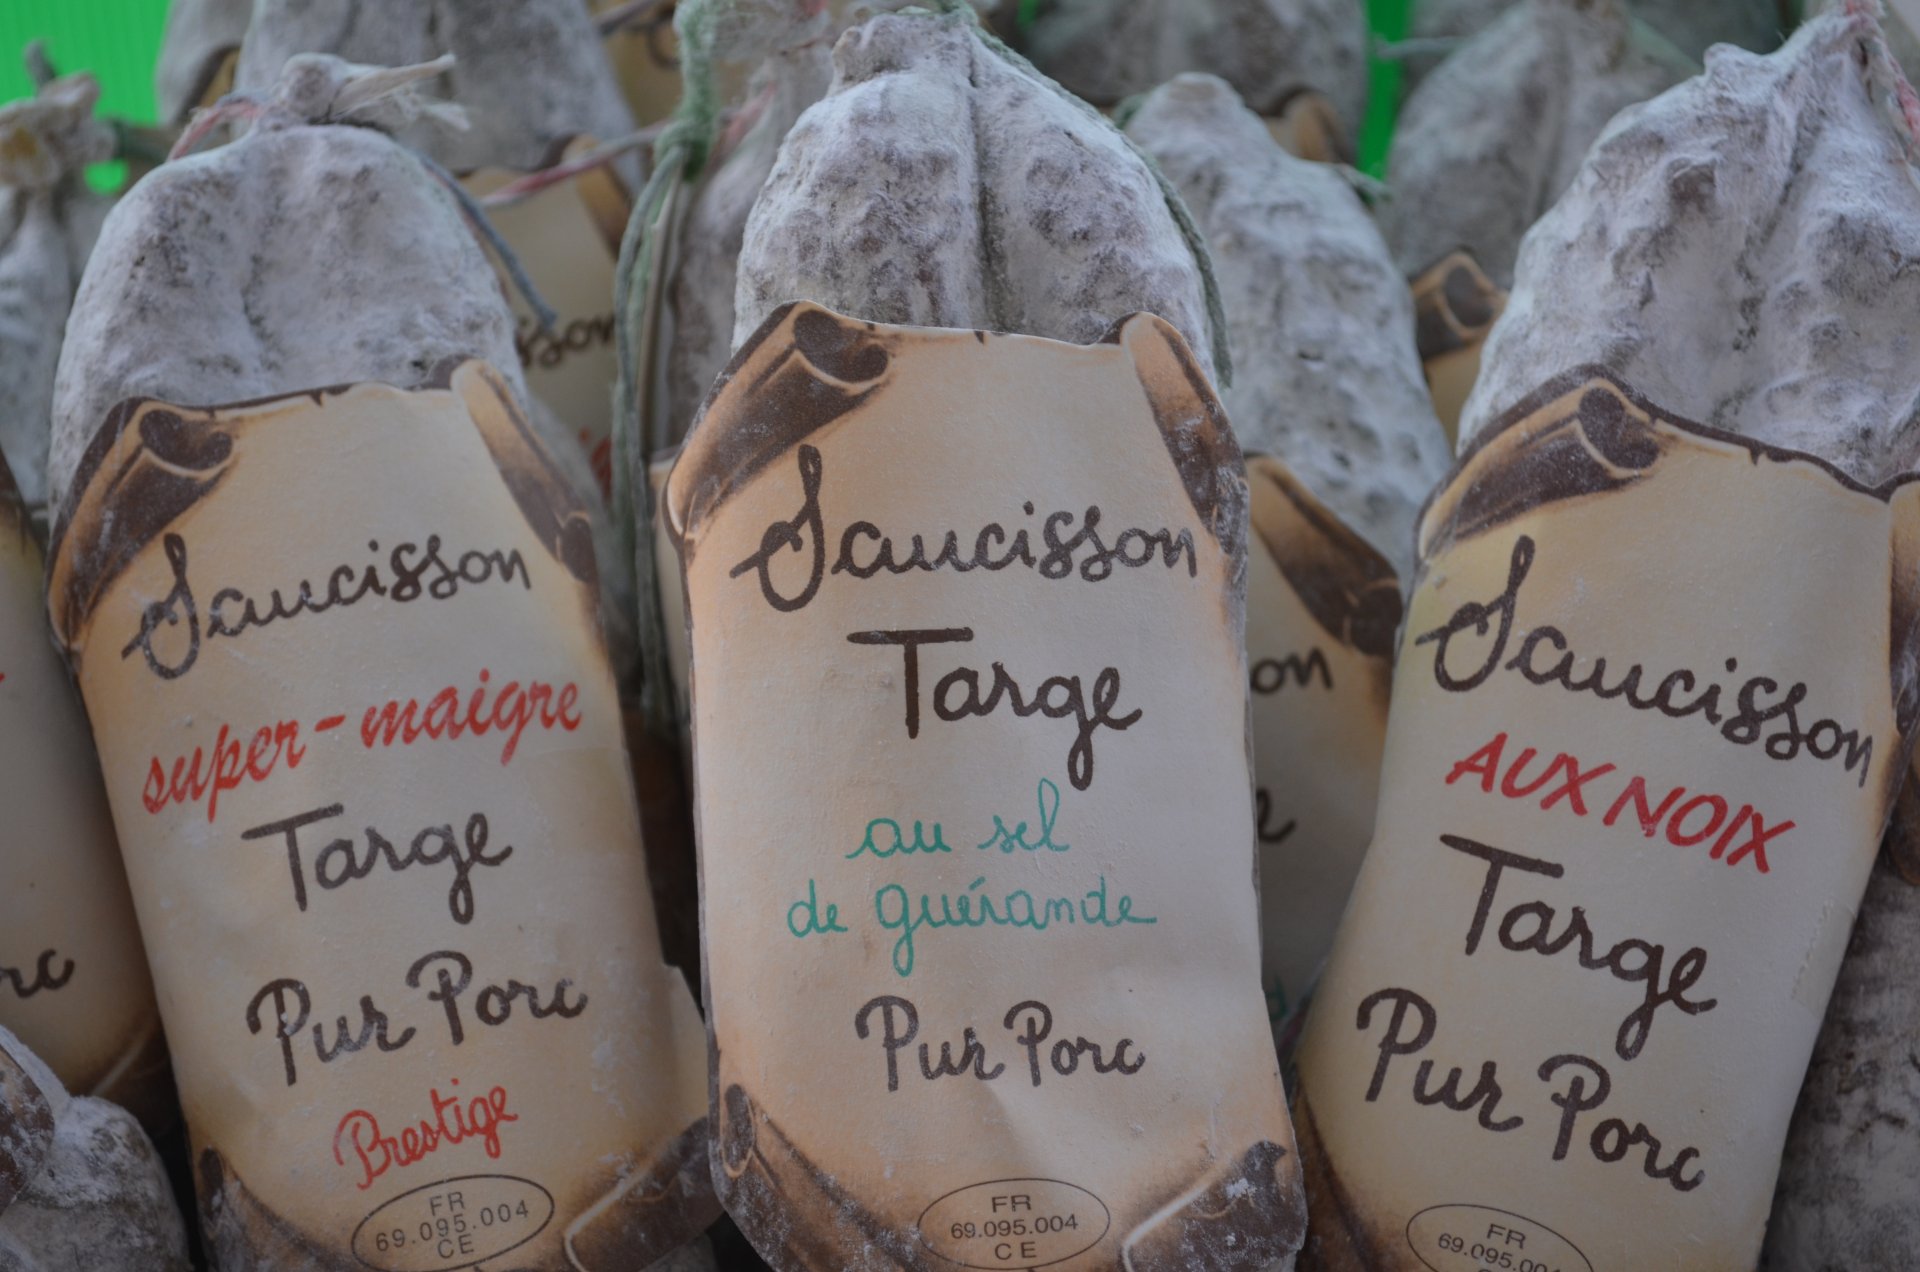 Saucisson
super-maigre
Targe
Pur Porc
Prestige
FR
69.095.004
CE
Saucisson
Targe
au sel
de guérande
Pur Porc
FR
69.095.004
CE
Saucisson
AUX NOIX
Targe
Pur Porc
FR
69.095.004